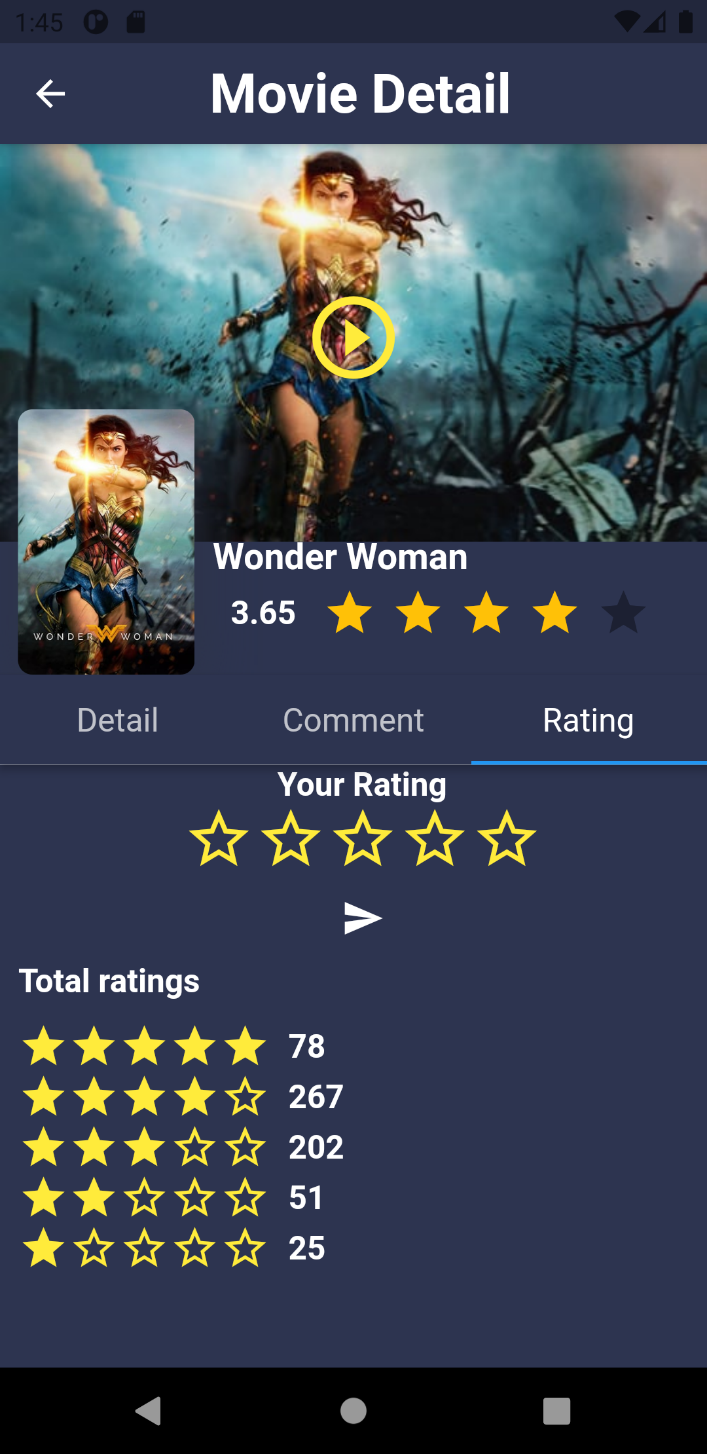 1:45
Movie Detail
WONDER WOMAN
Wonder Woman
3.65
Detail Comment Rating
Your Rating
Total ratings
78
267
202
51
25